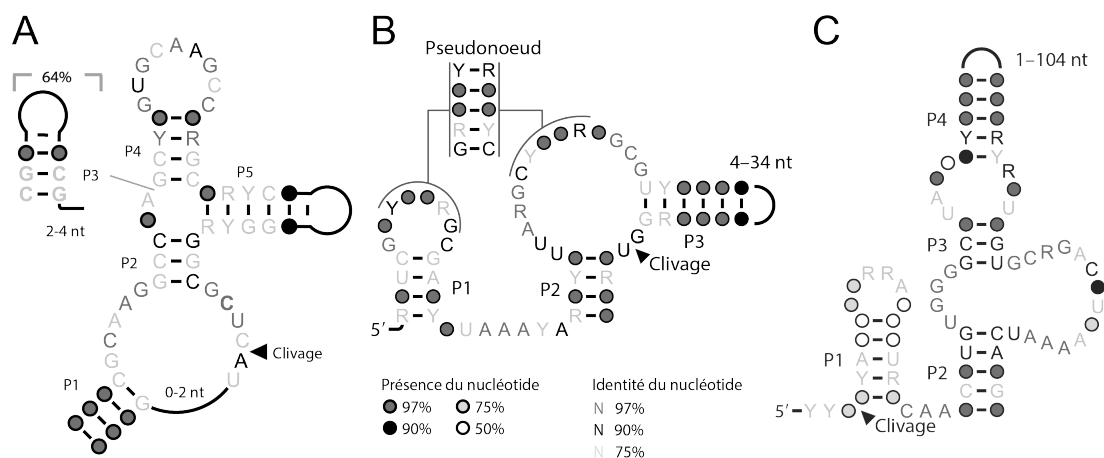 A
B
C
64%
P3
2-4 nt
U G C A A G C
G
C
Y R
P4
C G
C C
G
A
P5
R Y C
R Y G G
C G
P2
C G
C C
G G
A C
A U
C C
G A
C U
C G
Clivage
P1
0-2 nt
Pseudonoeud
Y R
R Y
G C
Y R
G C
G
C G
U A
R Y
P1
5′
U A A A Y A
C Y R G C G
G U Y
R G R G
A U
U U
P2
Y R
R
P3
4–34 nt
Clivage
Présence du nucléotide
97%
75%
90%
50%
Identité du nucléotide
N 97%
N 90%
N 75%
1–104 nt
P4
Y R
Y
R
A U
U
P3
C G
G U G C R G A C
G
G
G
U
G C U A A A A U
U A
P2
C G
R R A
P1
A U
Y R
5′ Y Y
C A A
Clivage